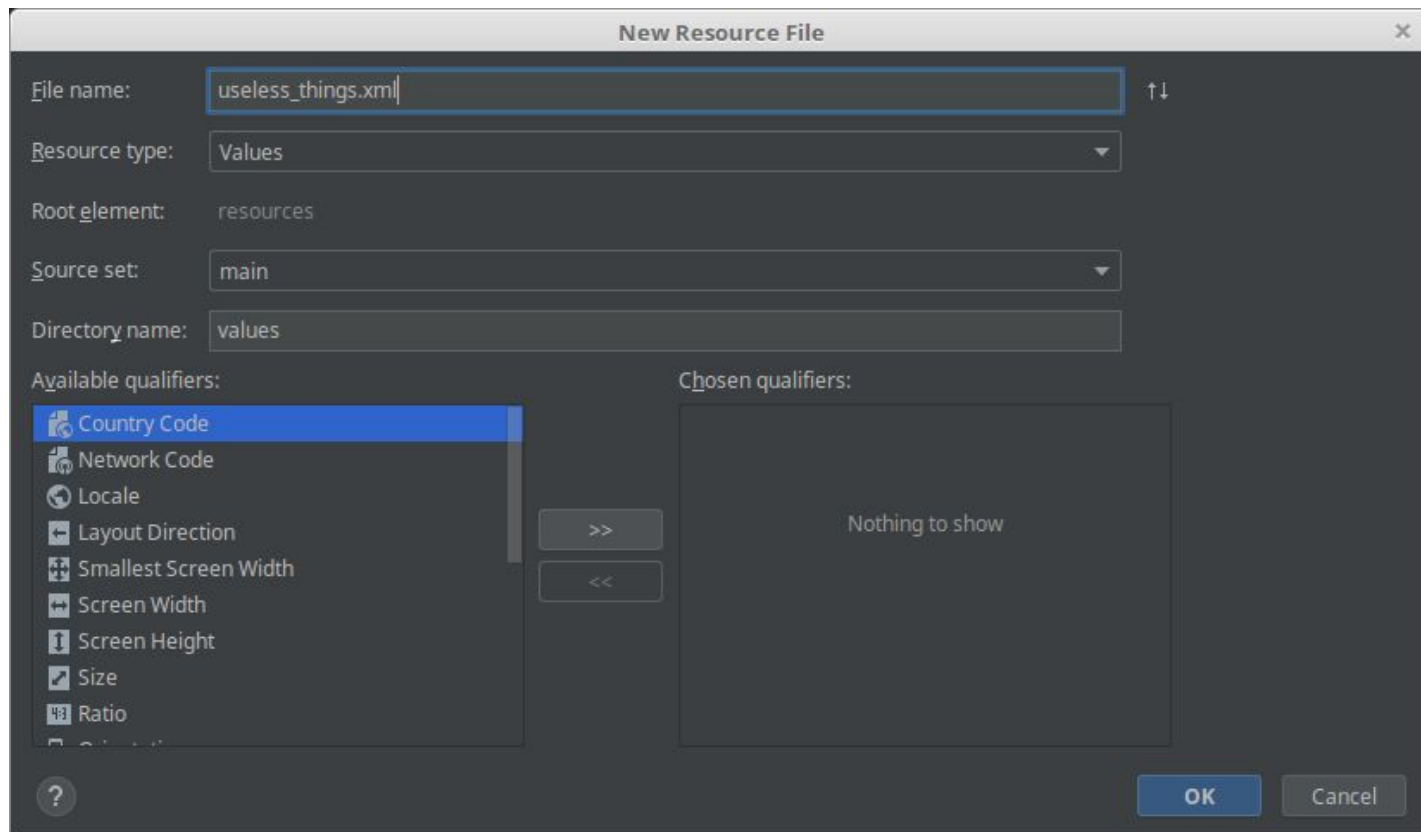 New Resource File
File name: useless_things.xml
Resource type: Values
Root element: resources
Source set: main
Directory name: values
Available qualifiers:
Chosen qualifiers:
Country Code
Network Code
Locale
Layout Direction
Smallest Screen Width
Screen Width
Screen Height
Size
4:3 Ratio
>>
<<
Nothing to show
?
OK
Cancel